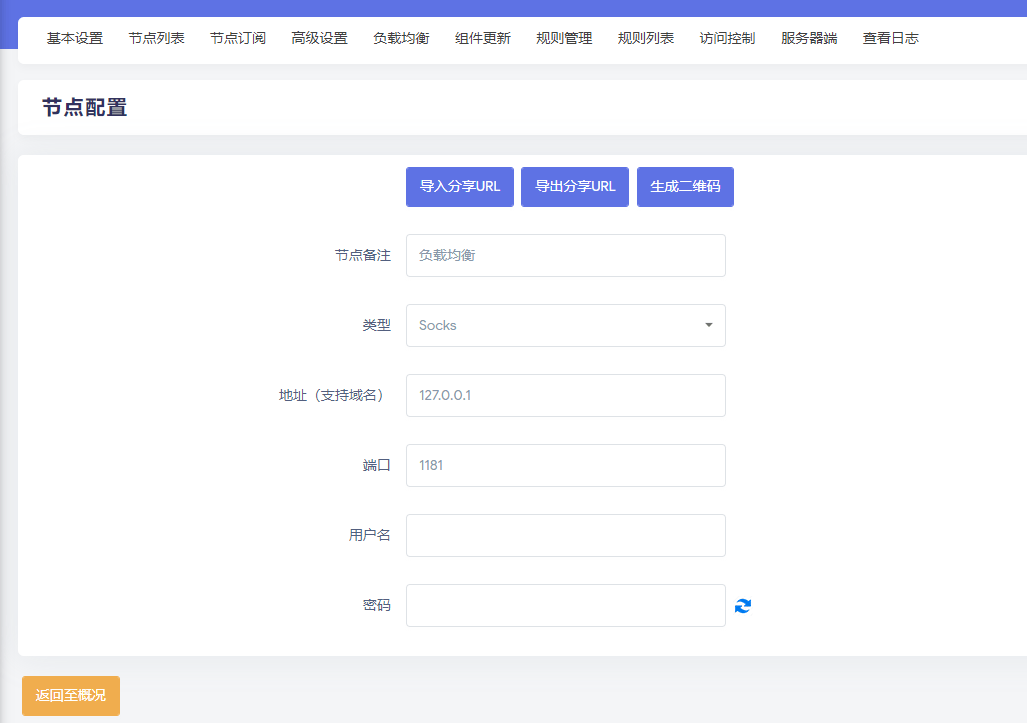 基本设置 节点列表 节点订阅 高级设置 负载均衡 组件更新 规则管理 规则列表 访问控制 服务器端 查看日志
节点配置
导入分享URL 导出分享URL 生成二维码
节点备注 负载均衡
类型 Socks
地址（支持域名） 127.0.0.1
端口 1181
用户名
密码
返回至概况